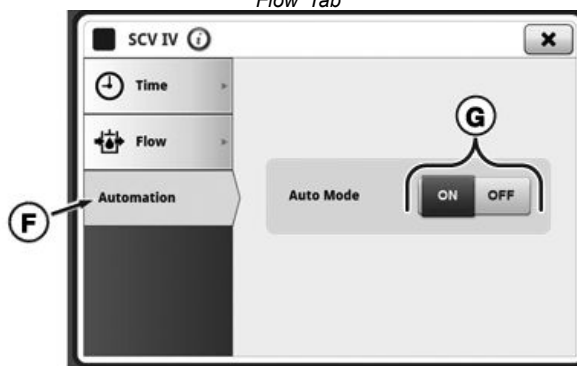 Flow Tab
SCV IV i
Time
Flow
Automation
Auto Mode ON OFF
F
G